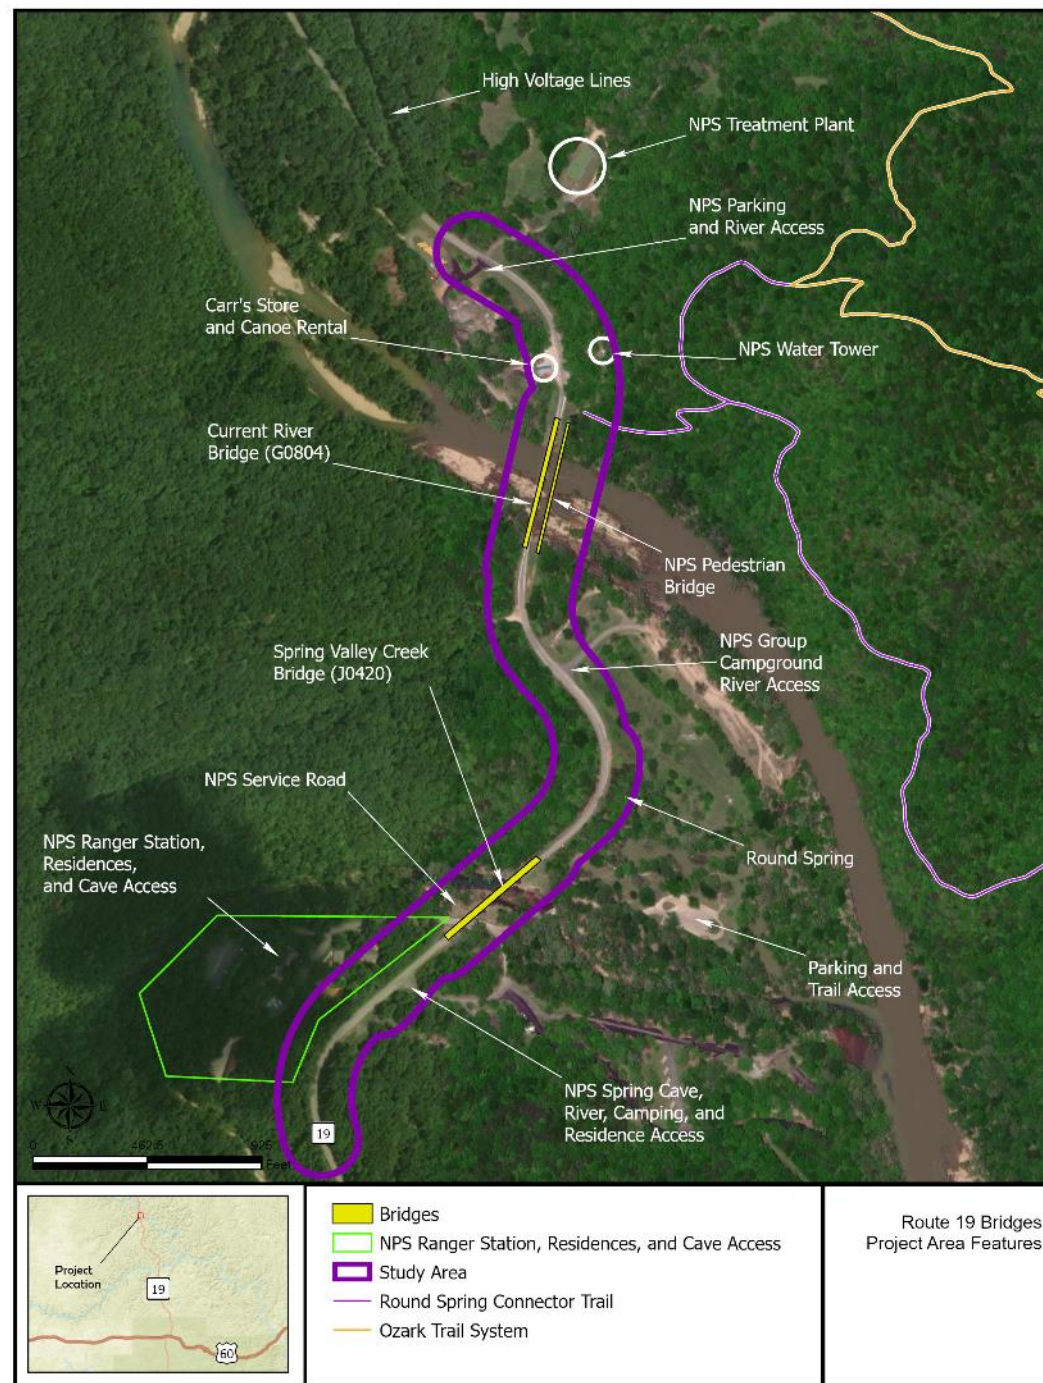 High Voltage Lines
NPS Treatment Plant
NPS Parking
and River Access
Carr's Store
and Canoe Rental
NPS Water Tower
Current River
Bridge (G0804)
NPS Pedestrian
Bridge
NPS Group
Campground
River Access
Spring Valley Creek
Bridge (J0420)
NPS Service Road
NPS Ranger Station,
Residences,
and Cave Access
Round Spring
Parking and
Trail Access
NPS Spring Cave,
River, Camping, and
Residence Access
19
N
W E
S
0 462.5 925
Feet
Project
Location
19
60
Bridges
NPS Ranger Station, Residences, and Cave Access
Study Area
Round Spring Connector Trail
Ozark Trail System
Route 19 Bridges
Project Area Features